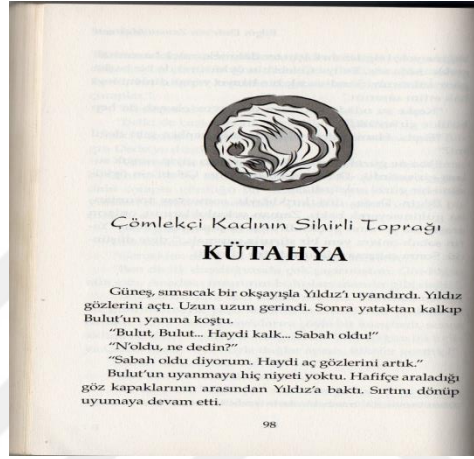 Çömlekçi Kadının Sihirli Toprağı
KÜTAHYA
Güneş, sımsıcak bir okşayışla Yıldız'ı uyandırdı. Yıldız
gözlerini açtı. Uzun uzun gerindi. Sonra yataktan kalkıp
Bulut'un yanına koştu.
"Bulut, Bulut... Haydi kalk... Sabah oldu!"
"N'oldu, ne dedin?"
"Sabah oldu diyorum. Haydi aç gözlerini artık."
Bulut'un uyanmaya hiç niyeti yoktu. Hafifçe araladığı
göz kapaklarının arasından Yıldız'a baktı. Sırtını dönüp
uyumaya devam etti.
98